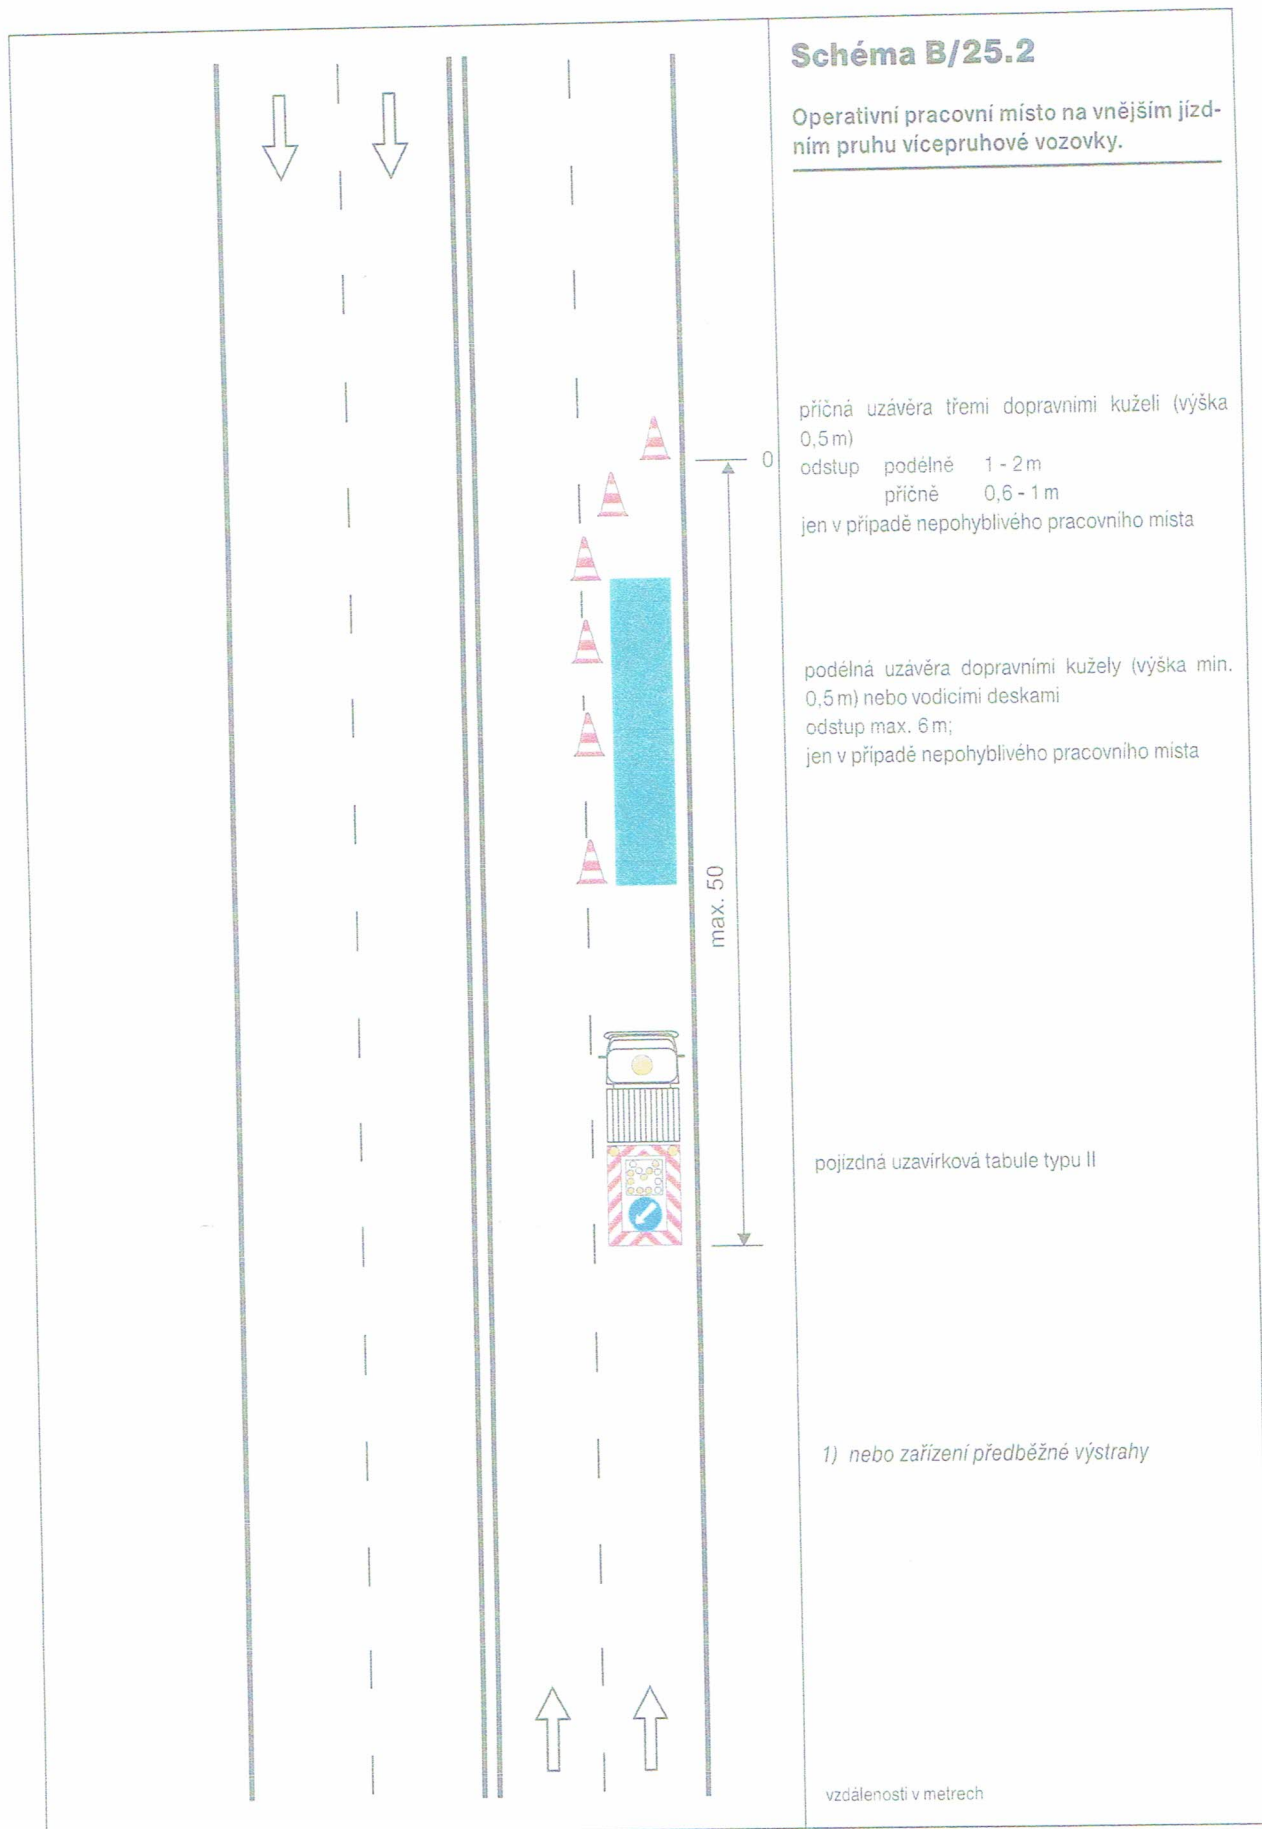 Schéma B/25.2
Operativní pracovní místo na vnějším jízd-
ním pruhu vícepruhové vozovky.
příčná uzávěra třemi dopravními kuželi (výška
0,5 m)
odstup podélně 1 - 2 m
příčně 0,6 - 1 m
jen v případě nepohyblivého pracovního místa
0
podélná uzávěra dopravními kužely (výška min.
0,5 m) nebo vodicími deskami
odstup max. 6 m;
jen v případě nepohyblivého pracovního místa
max. 50
pojízdná uzavírková tabule typu II
1) nebo zařízení předběžné výstrahy
vzdálenosti v metrech